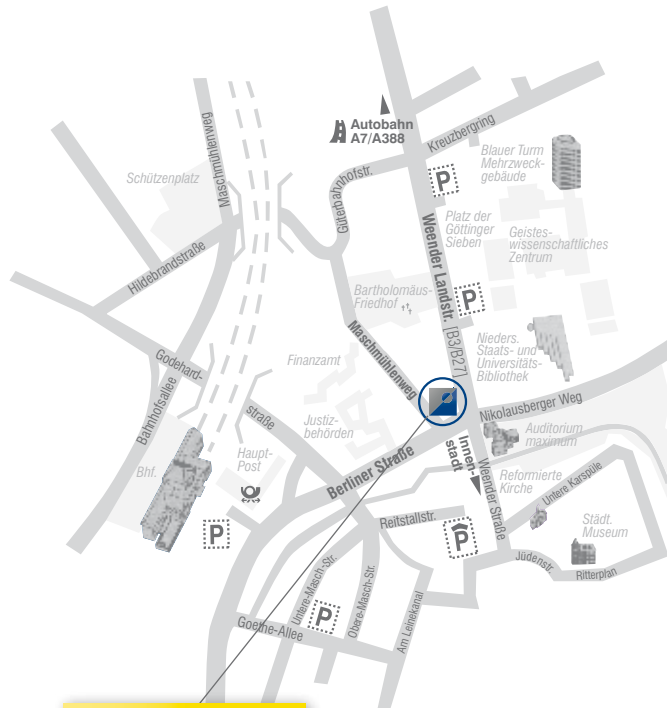 Autobahn
A7/A388
Kreuzbergring
Maschmühlenweg
Schützenplatz
Güterbahnhofstr.
P
Blauer Turm
Mehrzweck-
gebäude
Platz der
Göttinger
Sieben
Geistes-
wissenschaftliches
Zentrum
Hildebrandstraße
Weender Landstr. [B3/B27]
Bartholomäus-
Friedhof
P
Maschmühlenweg
Nieders.
Staats- und
Universitäts-
Bibliothek
Finanzamt
Godehard-
straße
Bahnhofsallee
Nikolausberger Weg
Justiz-
behörden
Auditorium
maximum
Innen-
stadt
Berliner Straße
Haupt-
Post
Bhf.
Weender Straße
Reformierte
Kirche
Untere Karspüle
Städt.
Museum
Reitstallstr.
P
P
Jüdenstr.
Ritterplan
Untere-Masch-Str.
Obere-Masch-Str.
Am Leinekanal
P
Goethe-Allee